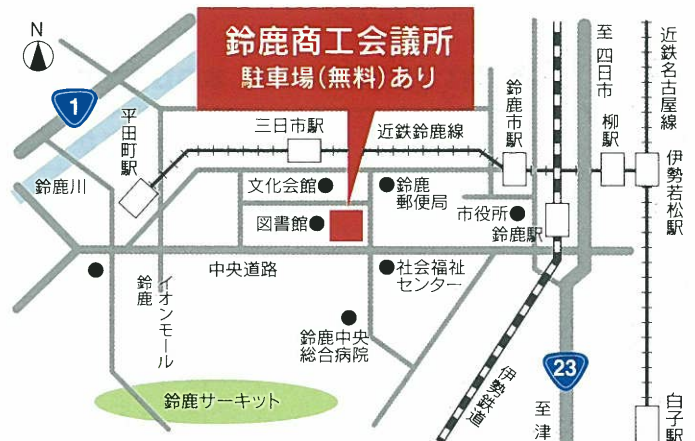 N
鈴鹿商工会議所
駐車場(無料)あり
至 四日市
近鉄名古屋線
1
平田町駅
三日市駅
近鉄鈴鹿線
鈴鹿市駅
柳駅
伊勢若松駅
鈴鹿川
文化会館
鈴鹿
郵便局
図書館
市役所
鈴鹿駅
中央道路
社会福祉
センター
イオンモール
鈴鹿
鈴鹿中央
総合病院
伊勢鉄道
23
至 津
白子駅
鈴鹿サーキット